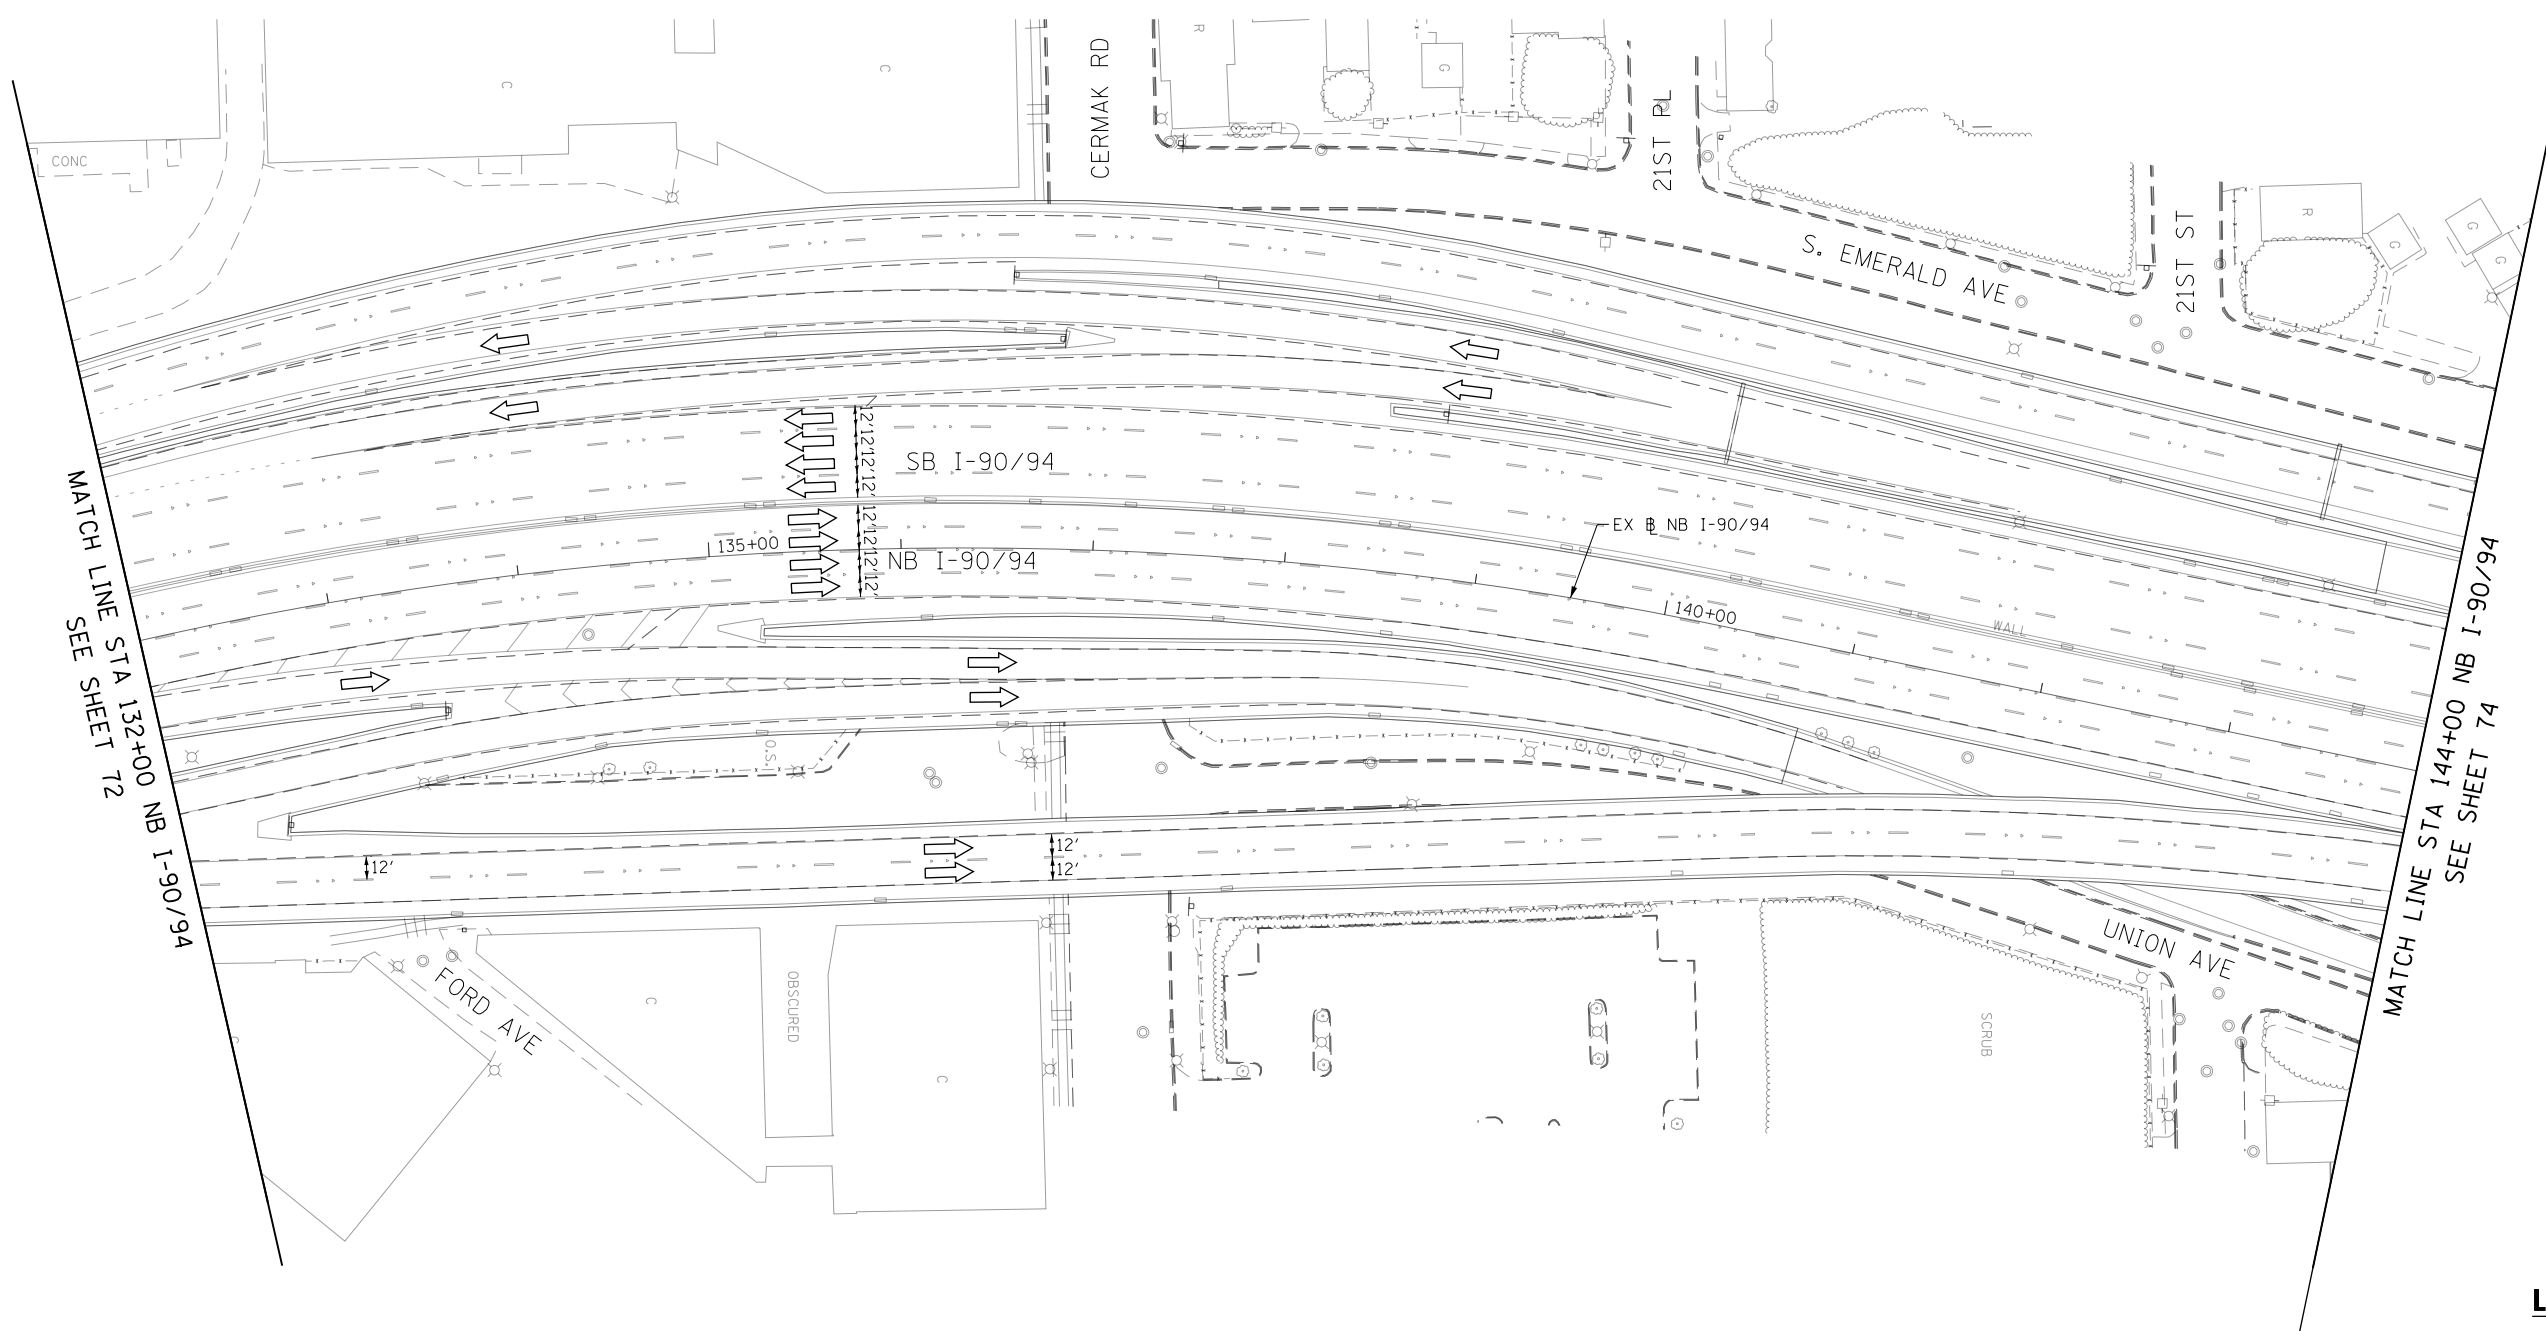 CERMAK RD
21ST PL
21ST ST
S. EMERALD AVE
R
G
R
G
G
G
C
C
CONC
12'
12'
12'
12'
SB I-90/94
12'
12'
12'
12'
NB I-90/94
135+00
EX BL NB I-90/94
140+00
WALL
MATCH LINE STA 132+00 NB I-90/94
SEE SHEET 72
MATCH LINE STA 144+00 NB I-90/94
SEE SHEET 74
O.S.
12'
12'
12'
FORD AVE
C
OBSCURED
C
C
UNION AVE
SCRUB
L